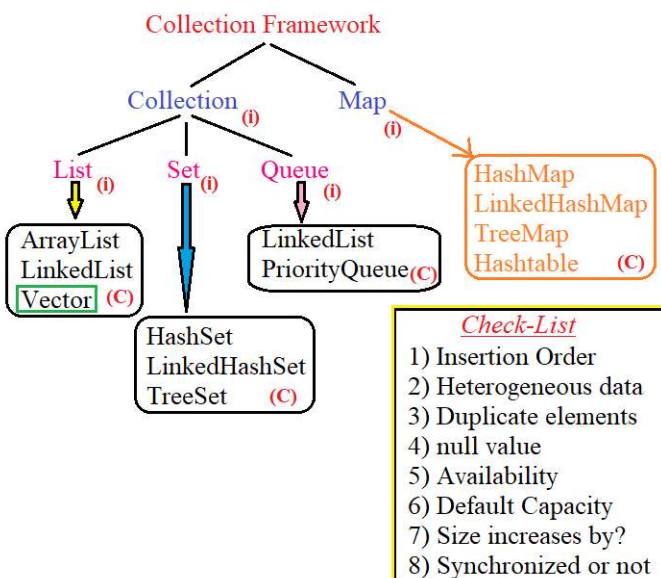 Collection Framework
Collection (i) Map (i)
List (i) Set (i) Queue (i)
ArrayList
LinkedList
Vector (C)
HashSet
LinkedHashSet
TreeSet (C)
LinkedList
PriorityQueue (C)
HashMap
LinkedHashMap
TreeMap
Hashtable (C)
Check-List
1) Insertion Order
2) Heterogeneous data
3) Duplicate elements
4) null value
5) Availability
6) Default Capacity
7) Size increases by?
8) Synchronized or not